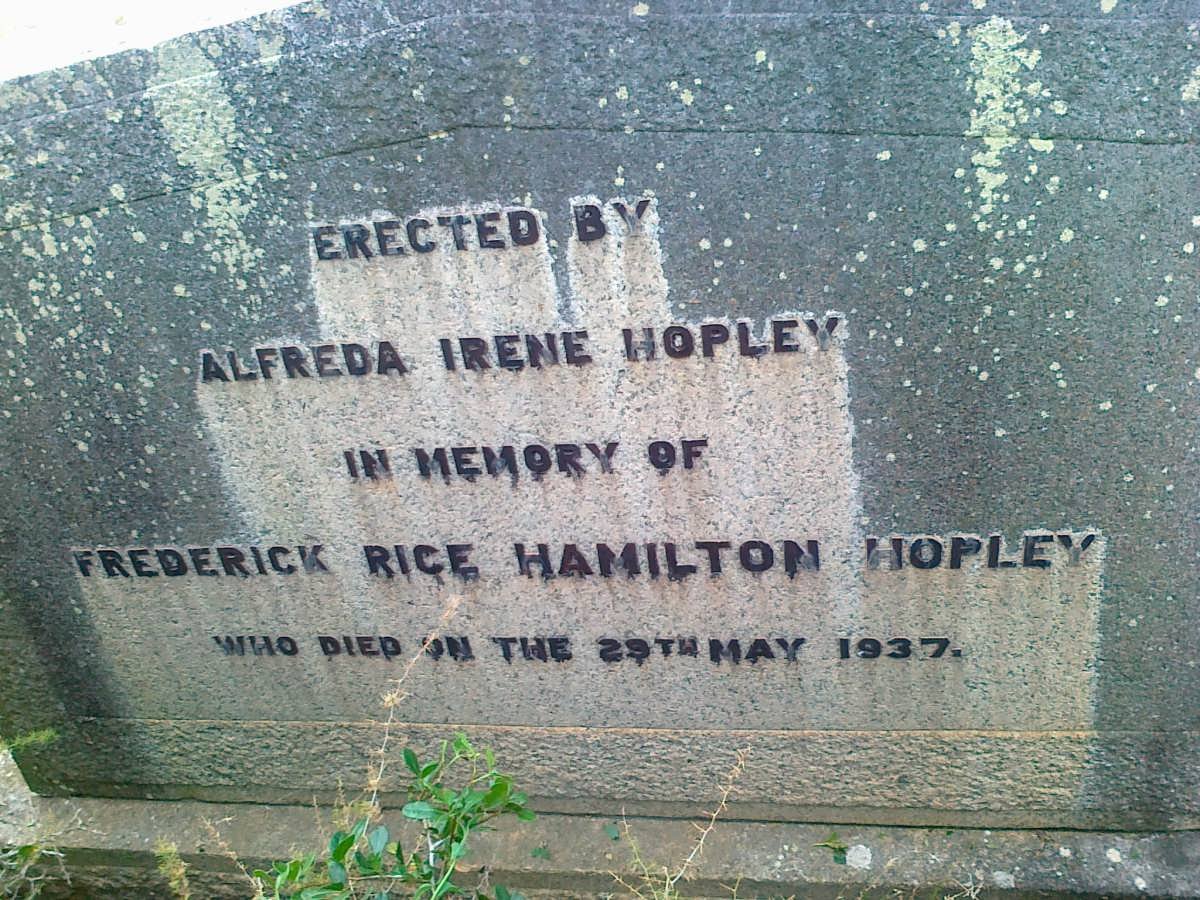 ERECTED BY
ALFREDA IRENE HOPLEY
IN MEMORY OF
FREDERICK RICE HAMILTON HOPLEY
WHO DIED ON THE 29TH MAY 1937.